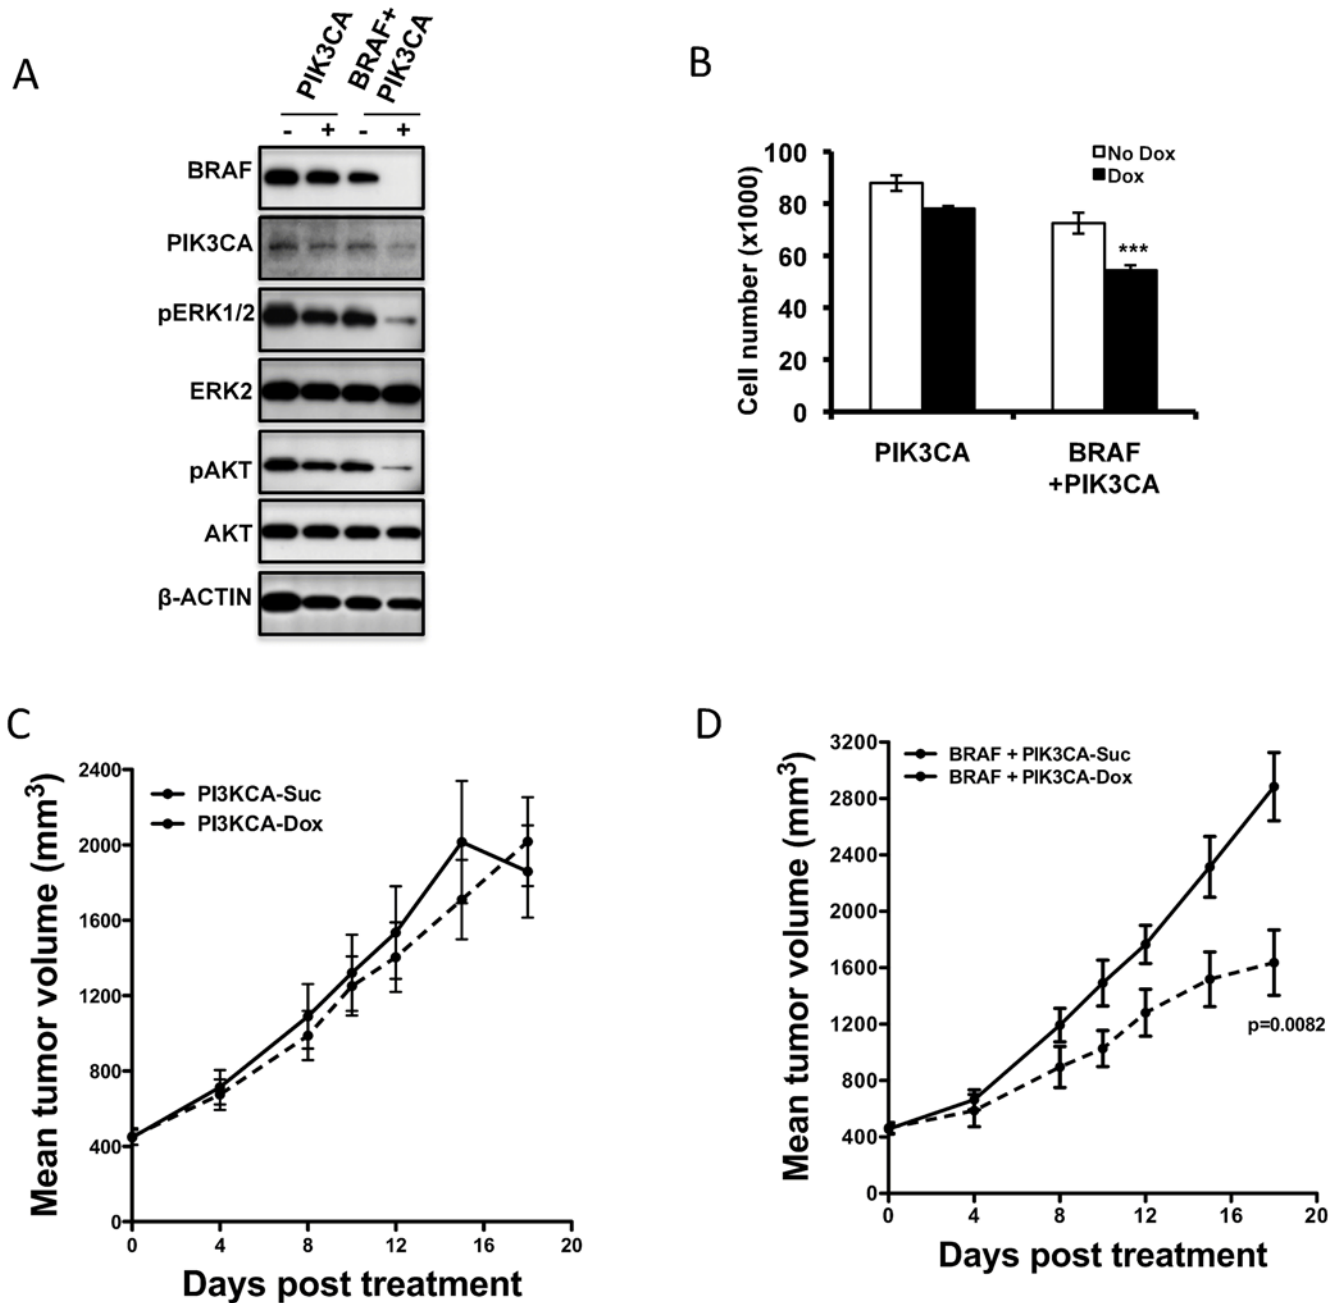 A
PIK3CA
BRAF+
PIK3CA
- + - +
BRAF
PIK3CA
pERK1/2
ERK2
pAKT
AKT
β-ACTIN
B
Cell number (x1000)
100
80
60
40
20
0
No Dox
Dox
***
PIK3CA
BRAF
+PIK3CA
C
Mean tumor volume (mm³)
2400
2000
1600
1200
800
400
0
PI3KCA-Suc
PI3KCA-Dox
0 4 8 12 16 20
Days post treatment
D
Mean tumor volume (mm³)
3200
2800
2400
2000
1600
1200
800
400
0
BRAF + PIK3CA-Suc
BRAF + PIK3CA-Dox
p=0.0082
0 4 8 12 16 20
Days post treatment